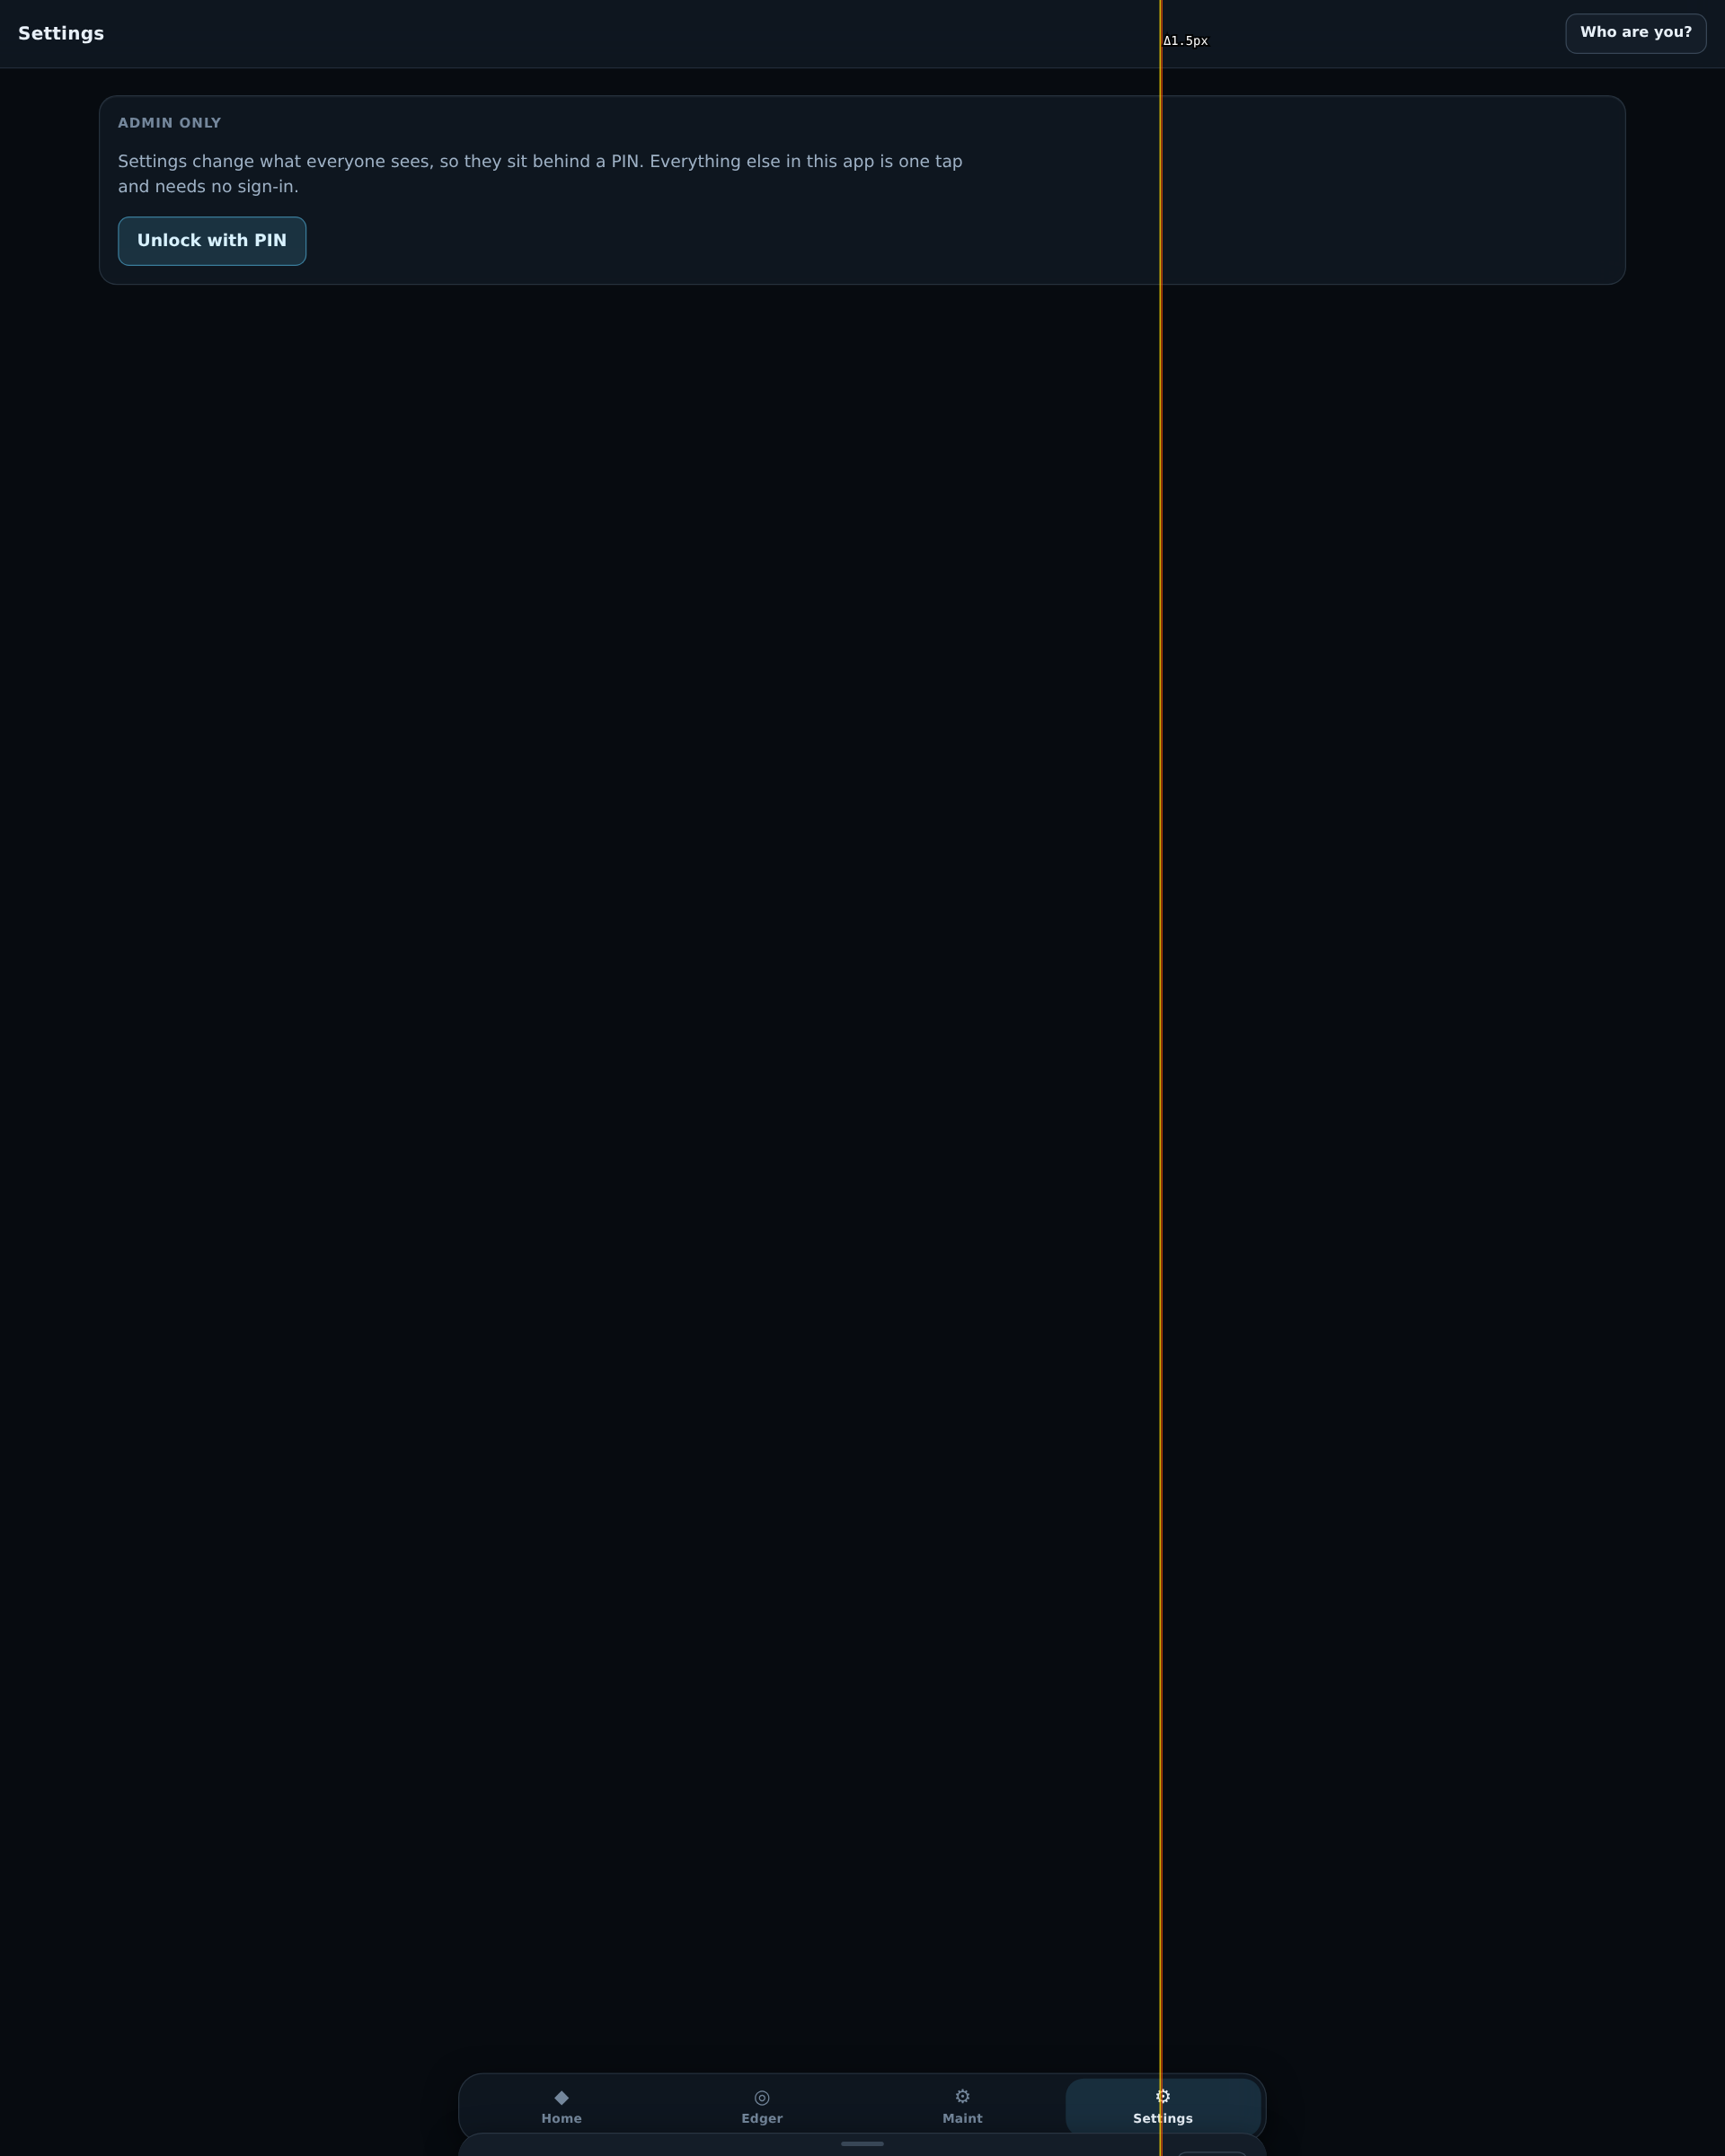 Settings
Who are you?
Δ1.5px
ADMIN ONLY
Settings change what everyone sees, so they sit behind a PIN. Everything else in this app is one tap
and needs no sign-in.
Unlock with PIN
Home
Edger
Maint
Settings